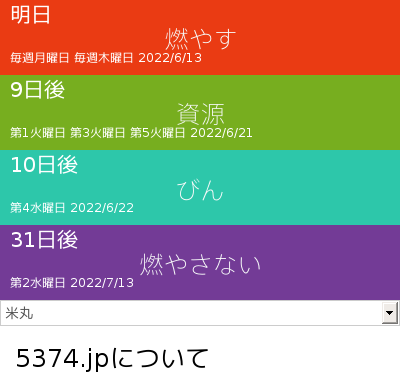 明日
燃やす
毎週月曜日 毎週木曜日 2022/6/13
9日後
資源
第1火曜日 第3火曜日 第5火曜日 2022/6/21
10日後
びん
第4水曜日 2022/6/22
31日後
燃やさない
第2水曜日 2022/7/13
米丸
5374.jpについて